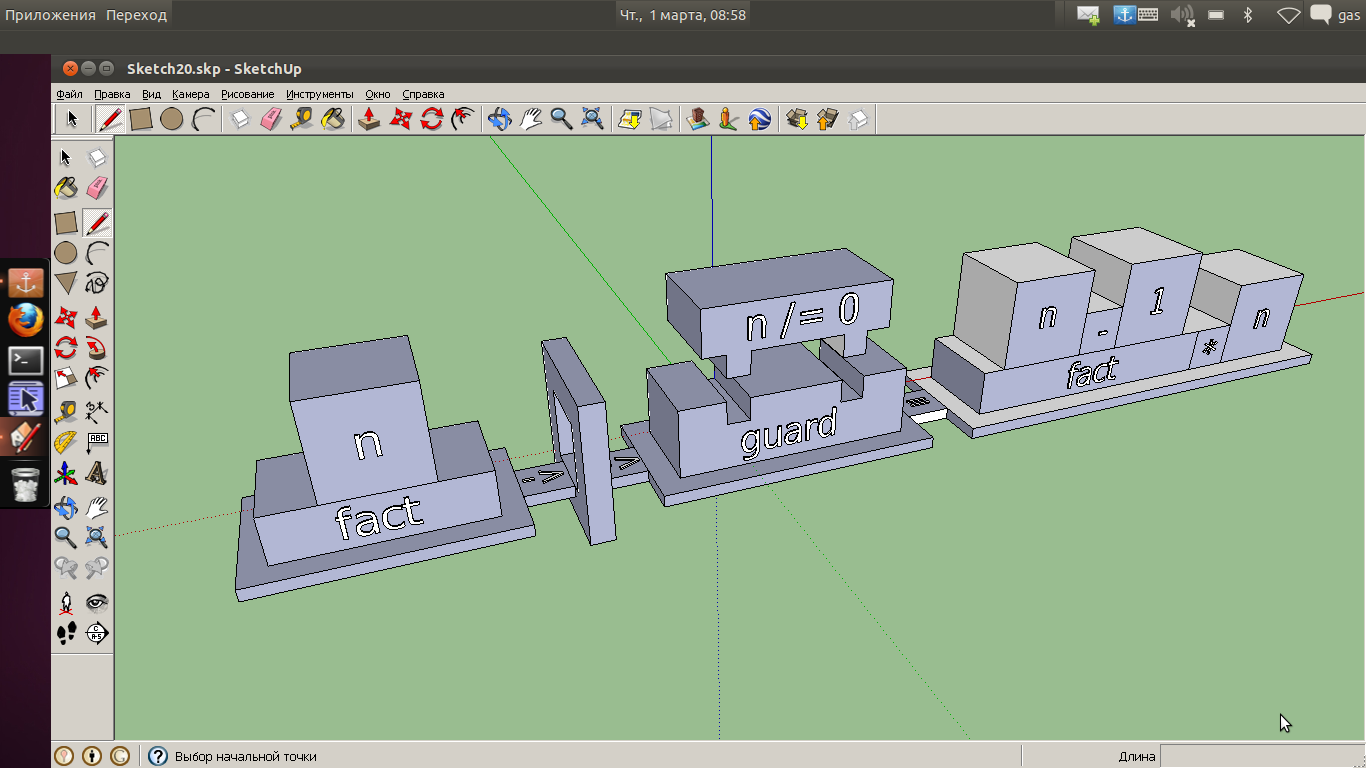 Приложения Переход
Чт., 1 марта, 08:58
gas
Sketch20.skp - SketchUp
Файл Правка Вид Камера Рисование Инструменты Окно Справка
n
fact
->
>
n /= 0
guard
=
n - 1 n
fact *
ABC
Выбор начальной точки
Длина